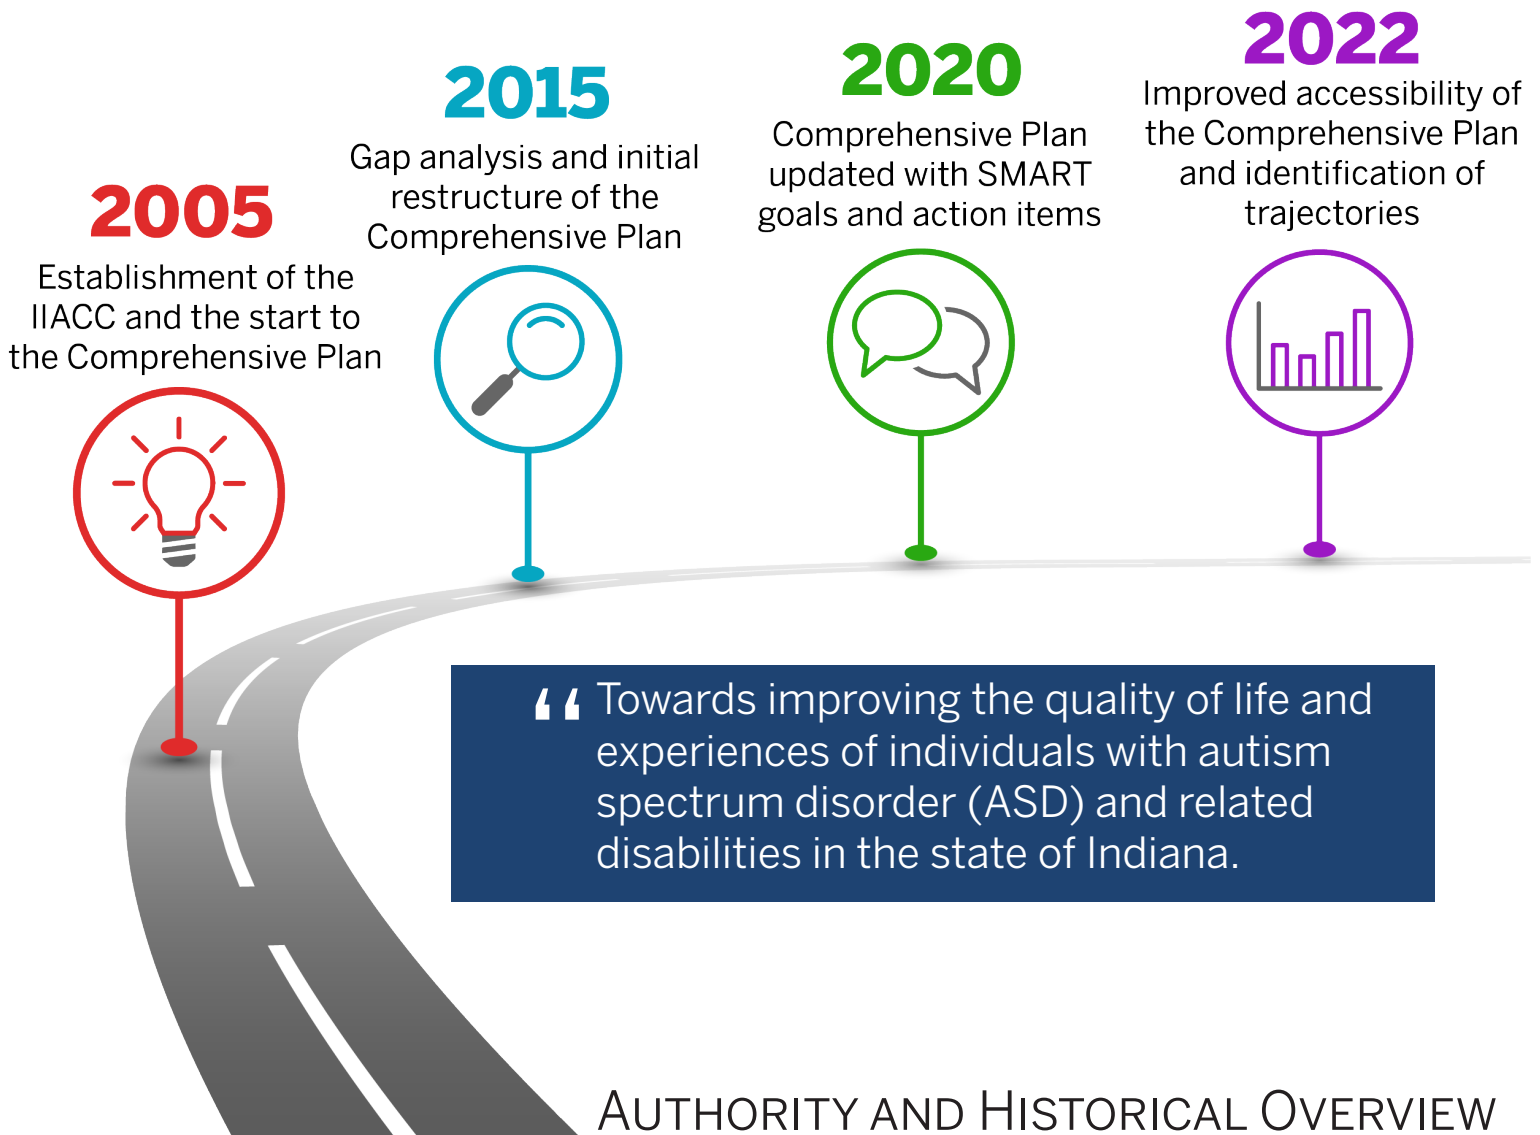 2005
Establishment of the
IIACC and the start to
the Comprehensive Plan
2015
Gap analysis and initial
restructure of the
Comprehensive Plan
2020
Comprehensive Plan
updated with SMART
goals and action items
2022
Improved accessibility of
the Comprehensive Plan
and identification of
trajectories
“ Towards improving the quality of life and
experiences of individuals with autism
spectrum disorder (ASD) and related
disabilities in the state of Indiana.
AUTHORITY AND HISTORICAL OVERVIEW